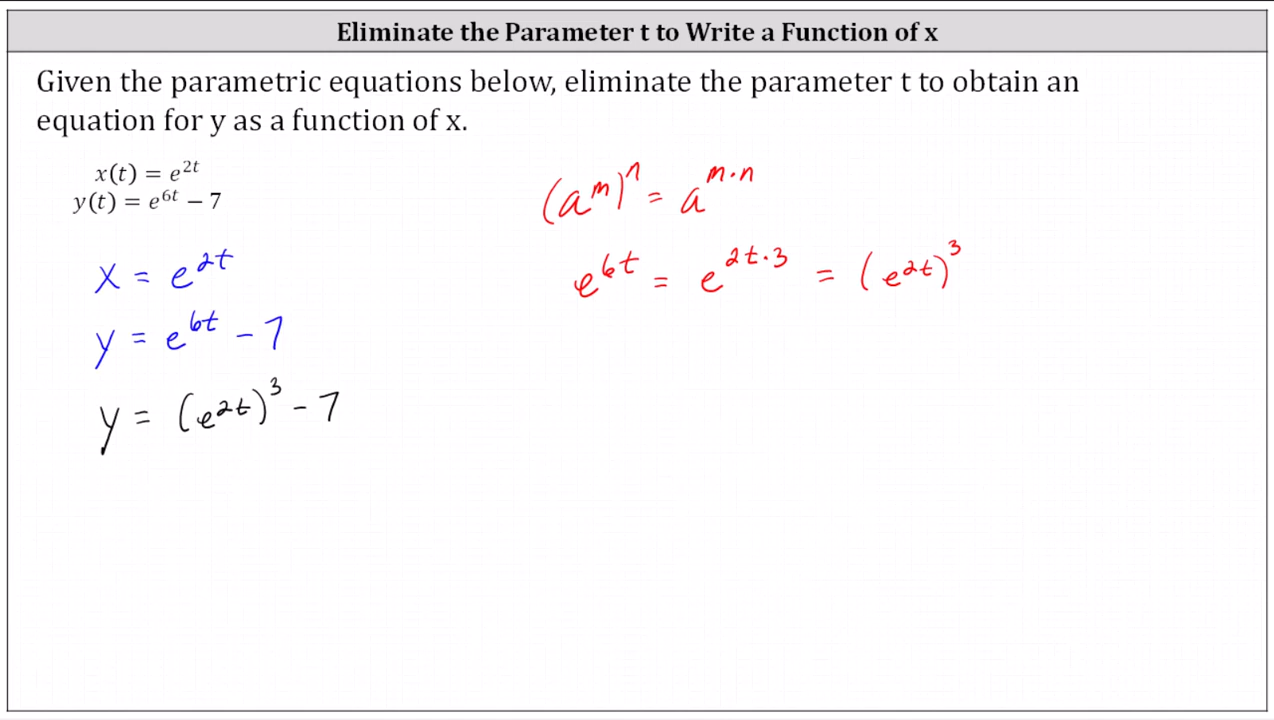 Eliminate the Parameter t to Write a Function of x
Given the parametric equations below, eliminate the parameter t to obtain an
equation for y as a function of x.
x(t) = e^{2t}
y(t) = e^{6t} − 7
x = e^{2t}
y = e^{6t} − 7
y = (e^{2t})^3 − 7
(a^m)^n = a^{m·n}
e^{6t} = e^{2t·3} = (e^{2t})^3